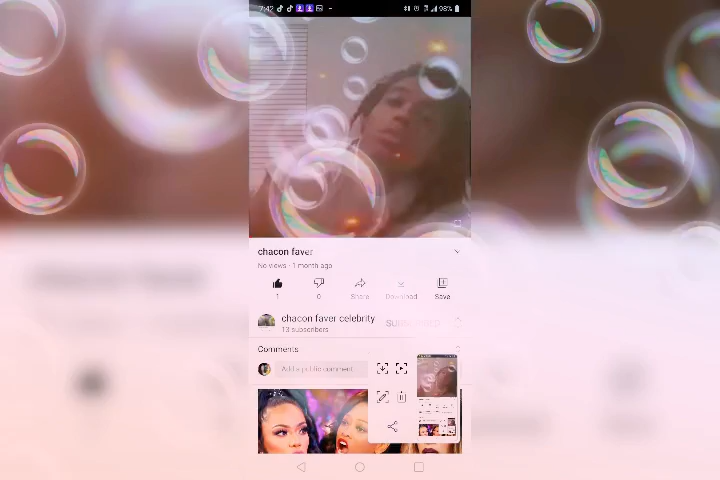 7:42
98%
chacon faver
No views · 1 month ago
1
0
Share
Download
Save
chacon faver celebrity
13 subscribers
Comments
Add a public comment...